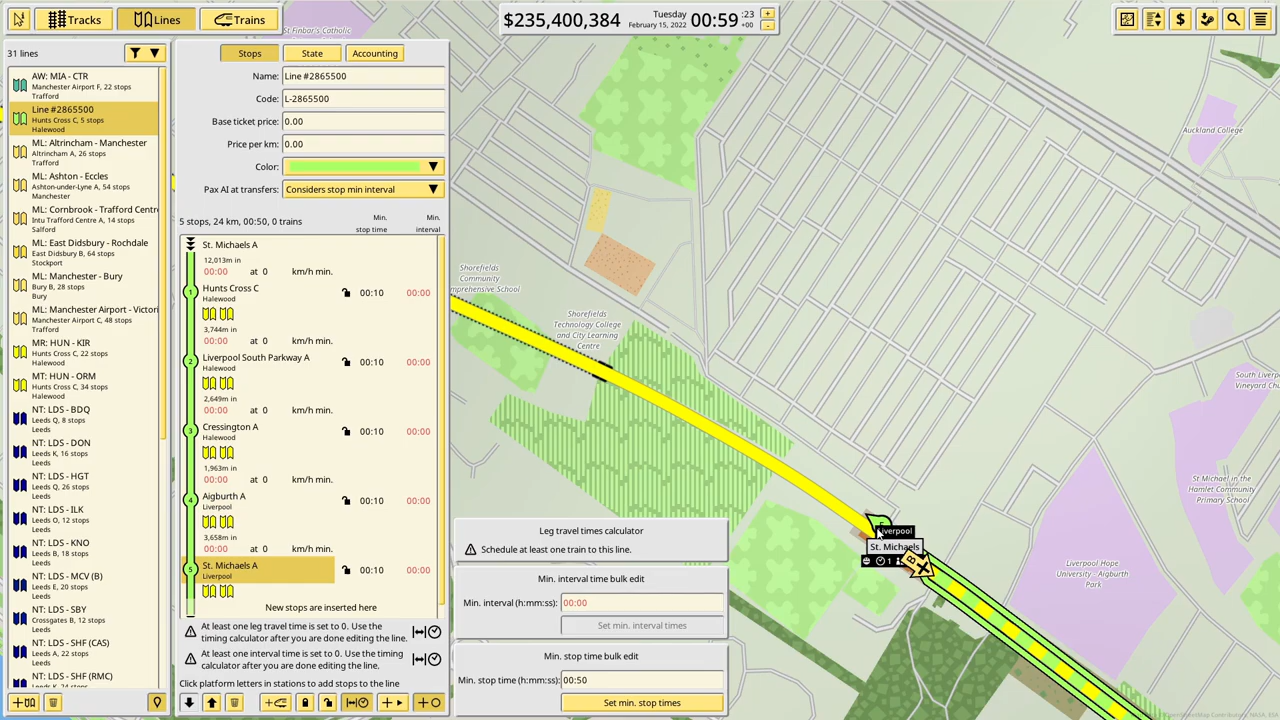 Tracks
Lines
Trains
$235,400,384
Tuesday
February 15, 2022
00:59
:23
+00
St Finbar's Catholic
31 lines
AW: MIA - CTR
Manchester Airport F, 22 stops
Trafford
Line #2865500
Hunts Cross C, 5 stops
Halewood
ML: Altrincham - Manchester
Altrincham A, 26 stops
Trafford
ML: Ashton - Eccles
Ashton-under-Lyne A, 54 stops
Manchester
ML: Cornbrook - Trafford Centre
Intu Trafford Centre A, 14 stops
Salford
ML: East Didsbury - Rochdale
East Didsbury B, 64 stops
Stockport
ML: Manchester - Bury
Bury B, 28 stops
Bury
ML: Manchester Airport - Victori
Manchester Airport C, 48 stops
Trafford
MR: HUN - KIR
Hunts Cross C, 22 stops
Halewood
MT: HUN - ORM
Hunts Cross C, 34 stops
Halewood
NT: LDS - BDQ
Leeds Q, 8 stops
Leeds
NT: LDS - DON
Leeds K, 16 stops
Leeds
NT: LDS - HGT
Leeds Q, 26 stops
Leeds
NT: LDS - ILK
Leeds O, 12 stops
Leeds
NT: LDS - KNO
Leeds B, 18 stops
Leeds
NT: LDS - MCV (B)
Leeds E, 20 stops
Leeds
NT: LDS - SBY
Crossgates B, 12 stops
Leeds
NT: LDS - SHF (CAS)
Leeds A, 22 stops
Leeds
NT: LDS - SHF (RMC)
Stops
State
Accounting
Name: Line #2865500
Code: L-2865500
Base ticket price: 0.00
Price per km: 0.00
Color:
Pax AI at transfers: Considers stop min interval
5 stops, 24 km, 00:50, 0 trains
Min. stop time
Min. interval
St. Michaels A
12,013m in
00:00 at 0 km/h min.
1 Hunts Cross C 00:10 00:00
Halewood
3,744m in
00:00 at 0 km/h min.
2 Liverpool South Parkway A 00:10 00:00
Halewood
2,649m in
00:00 at 0 km/h min.
3 Cressington A 00:10 00:00
Halewood
1,963m in
00:00 at 0 km/h min.
4 Aigburth A 00:10 00:00
Liverpool
3,658m in
00:00 at 0 km/h min.
5 St. Michaels A 00:10 00:00
Liverpool
New stops are inserted here
At least one leg travel time is set to 0. Use the
timing calculator after you are done editing the line.
At least one interval time is set to 0. Use the timing
calculator after you are done editing the line.
Click platform letters in stations to add stops to the line
Leg travel times calculator
Schedule at least one train to this line.
Min. interval time bulk edit
Min. interval (h:mm:ss): 00:00
Set min. interval times
Min. stop time bulk edit
Min. stop time (h:mm:ss): 00:50
Set min. stop times
Auckland College
Shorefields
Community
mprehensive School
Shorefields
Technology College
and City Learning
Centre
South Liverp
Vineyard Chur
St Michael in
the Hamlet Community
Primary School
Liverpool Hope
University - Aigburth
Park
Liverpool
St. Michaels
1
B